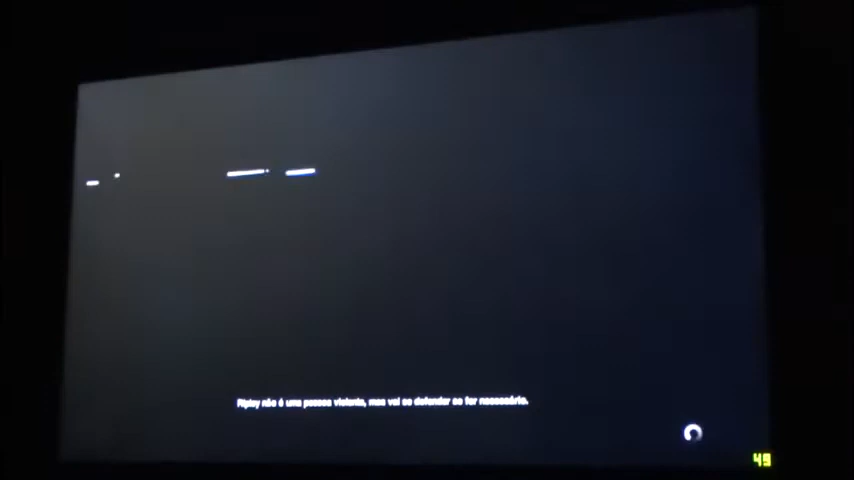 Ripley não é uma pessoa violenta, mas vai se defender se for necessário.
49